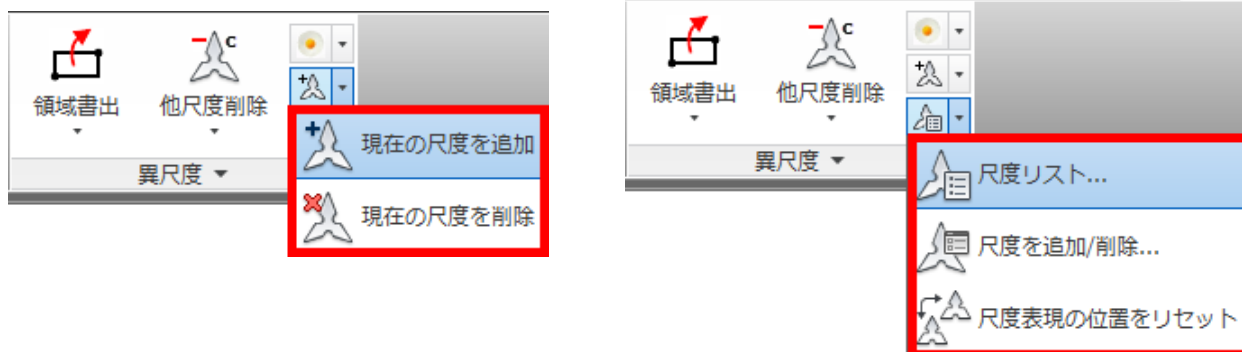 C
領域書出
他尺度削除
異尺度
現在の尺度を追加
現在の尺度を削除
C
領域書出
他尺度削除
異尺度
尺度リスト...
尺度を追加/削除...
尺度表現の位置をリセット